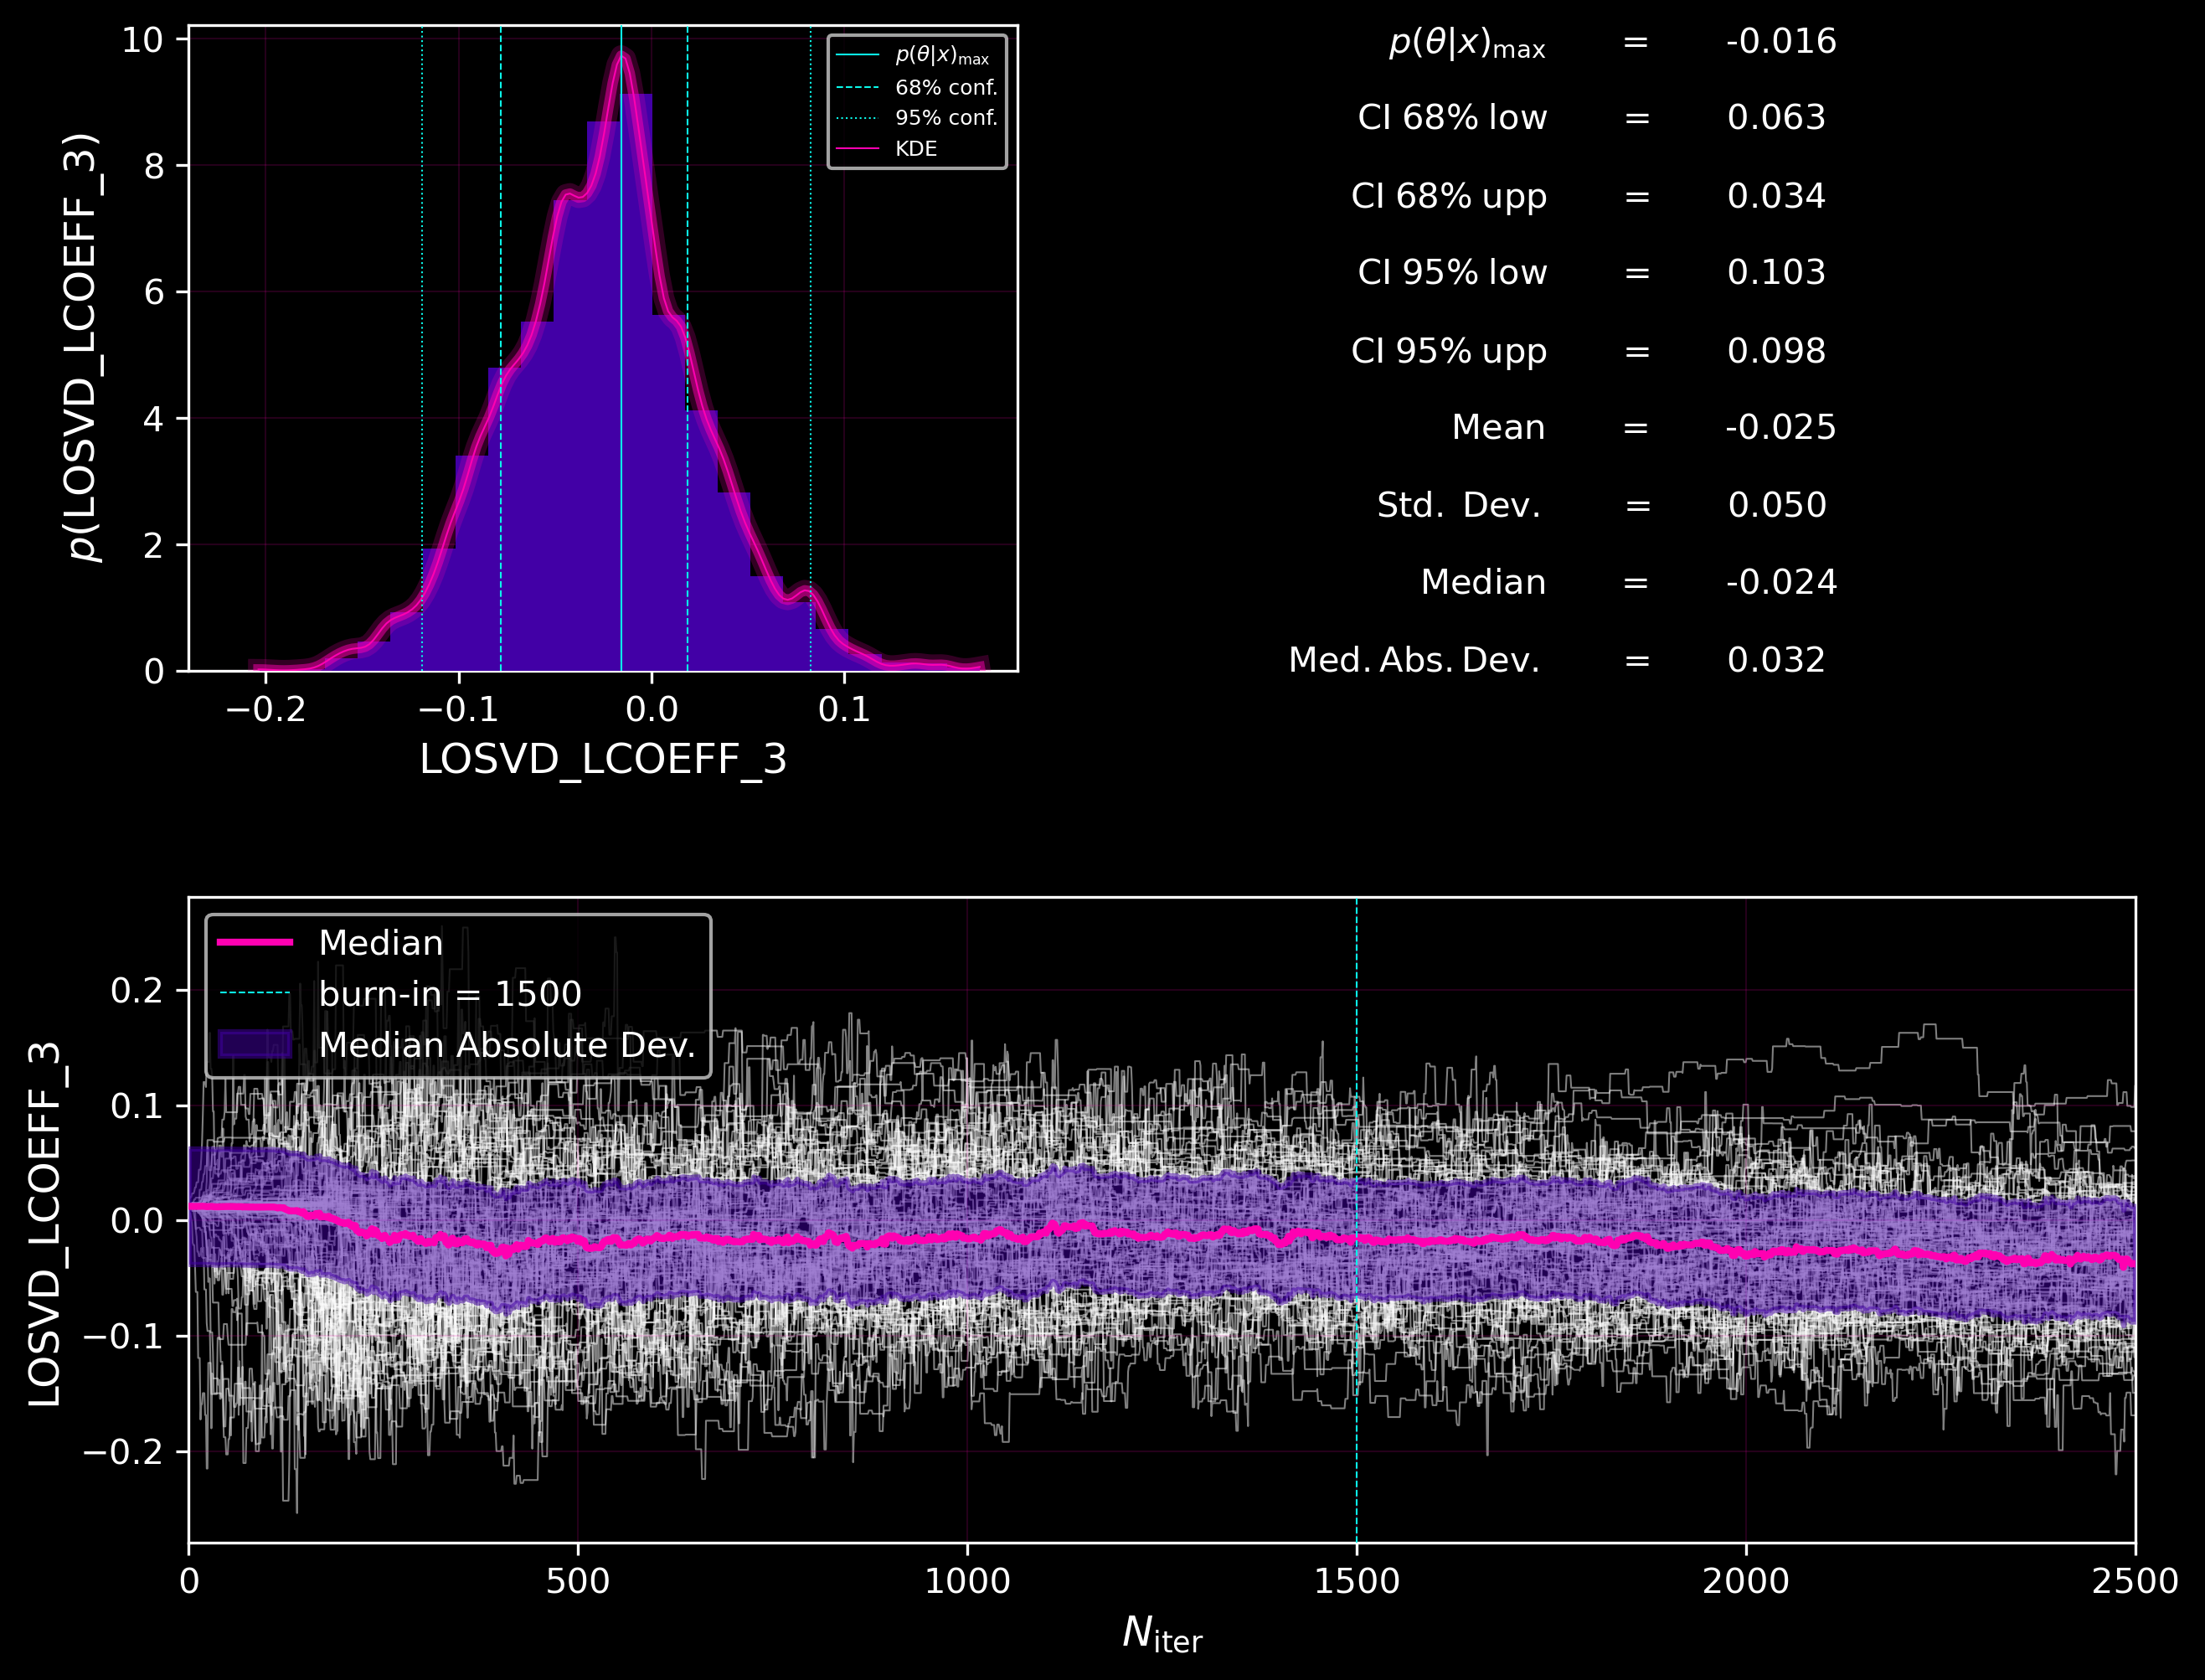 p(θ|x)max
68% conf.
95% conf.
KDE
10
8
6
4
2
0
p(LOSVD_LCOEFF_3)
−0.2 −0.1 0.0 0.1
LOSVD_LCOEFF_3
p(θ|x)max = -0.016
CI 68% low = 0.063
CI 68% upp = 0.034
CI 95% low = 0.103
CI 95% upp = 0.098
Mean = -0.025
Std. Dev. = 0.050
Median = -0.024
Med. Abs. Dev. = 0.032
Median
burn-in = 1500
Median Absolute Dev.
0.2
0.1
0.0
−0.1
−0.2
LOSVD_LCOEFF_3
0 500 1000 1500 2000 2500
Niter